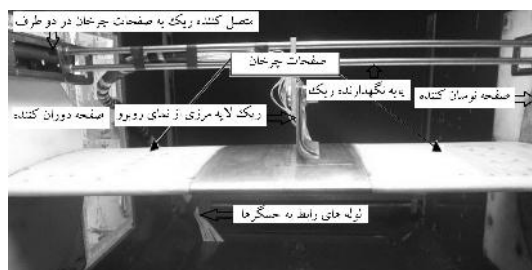 متصل کننده ریک به صفحات چرخان در دو طرف
صفحات چرخان
پایه نگهدارنده ریک
صفحه نوسان کننده
ریک لایه مرزی از نمای روبرو
صفحه دوران کننده
لوله های رابط به حسگرها